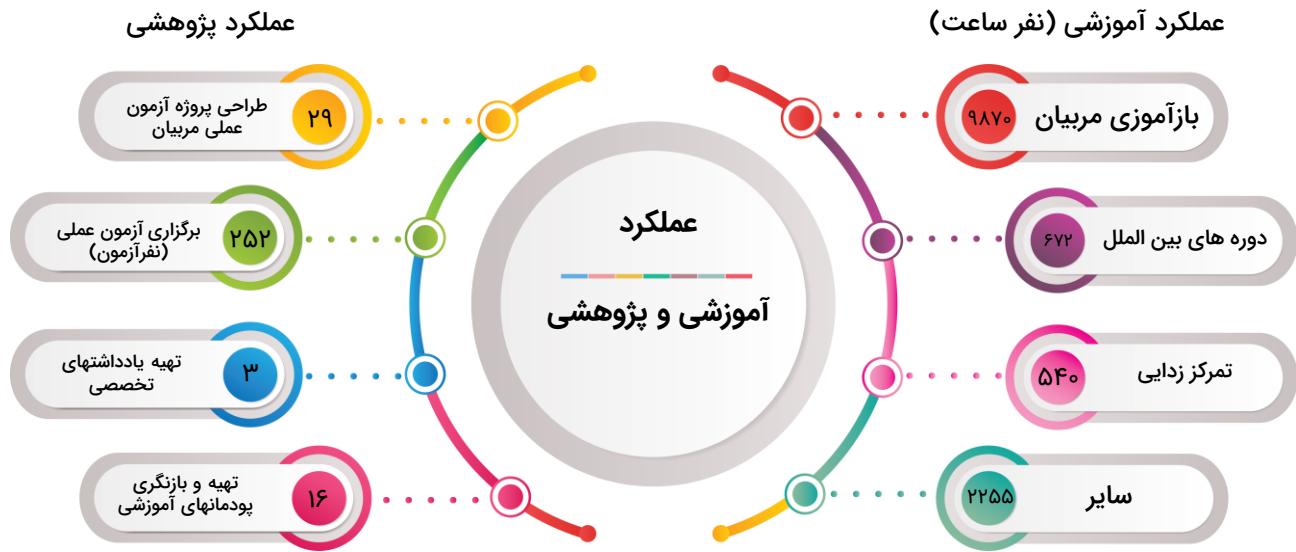 عملکرد آموزشی (نفر ساعت)
بازآموزی مربیان
۹۸۷۰
دوره های بین الملل
۶۷۲
تمرکز زدایی
۵۴۰
سایر
۲۲۵۵
عملکرد
آموزشی و پژوهشی
عملکرد پژوهشی
طراحی پروژه آزمون
عملی مربیان
۲۹
برگزاری آزمون عملی
(نفرآزمون)
۲۵۲
تهیه یادداشتهای
تخصصی
۳
تهیه و بازنگری
پودمانهای آموزشی
۱۶